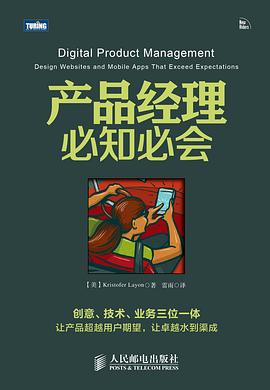 TURING
New
Riders
Digital Product Management
Design Websites and Mobile Apps That Exceed Expectations
产品经理
必知必会
【美】Kristofer Layon 著 雷雨 译
创意、技术、业务三位一体
让产品超越用户期望，让卓越水到渠成
人民邮电出版社
POSTS & TELECOM PRESS